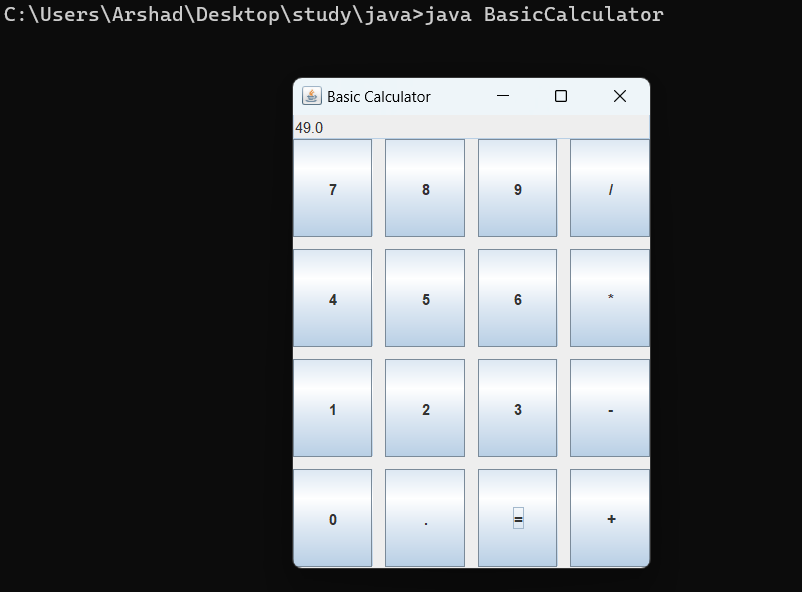 C:\Users\Arshad\Desktop\study\java>java BasicCalculator
Basic Calculator
49.0
7 8 9 /
4 5 6 *
1 2 3 -
0 . = +